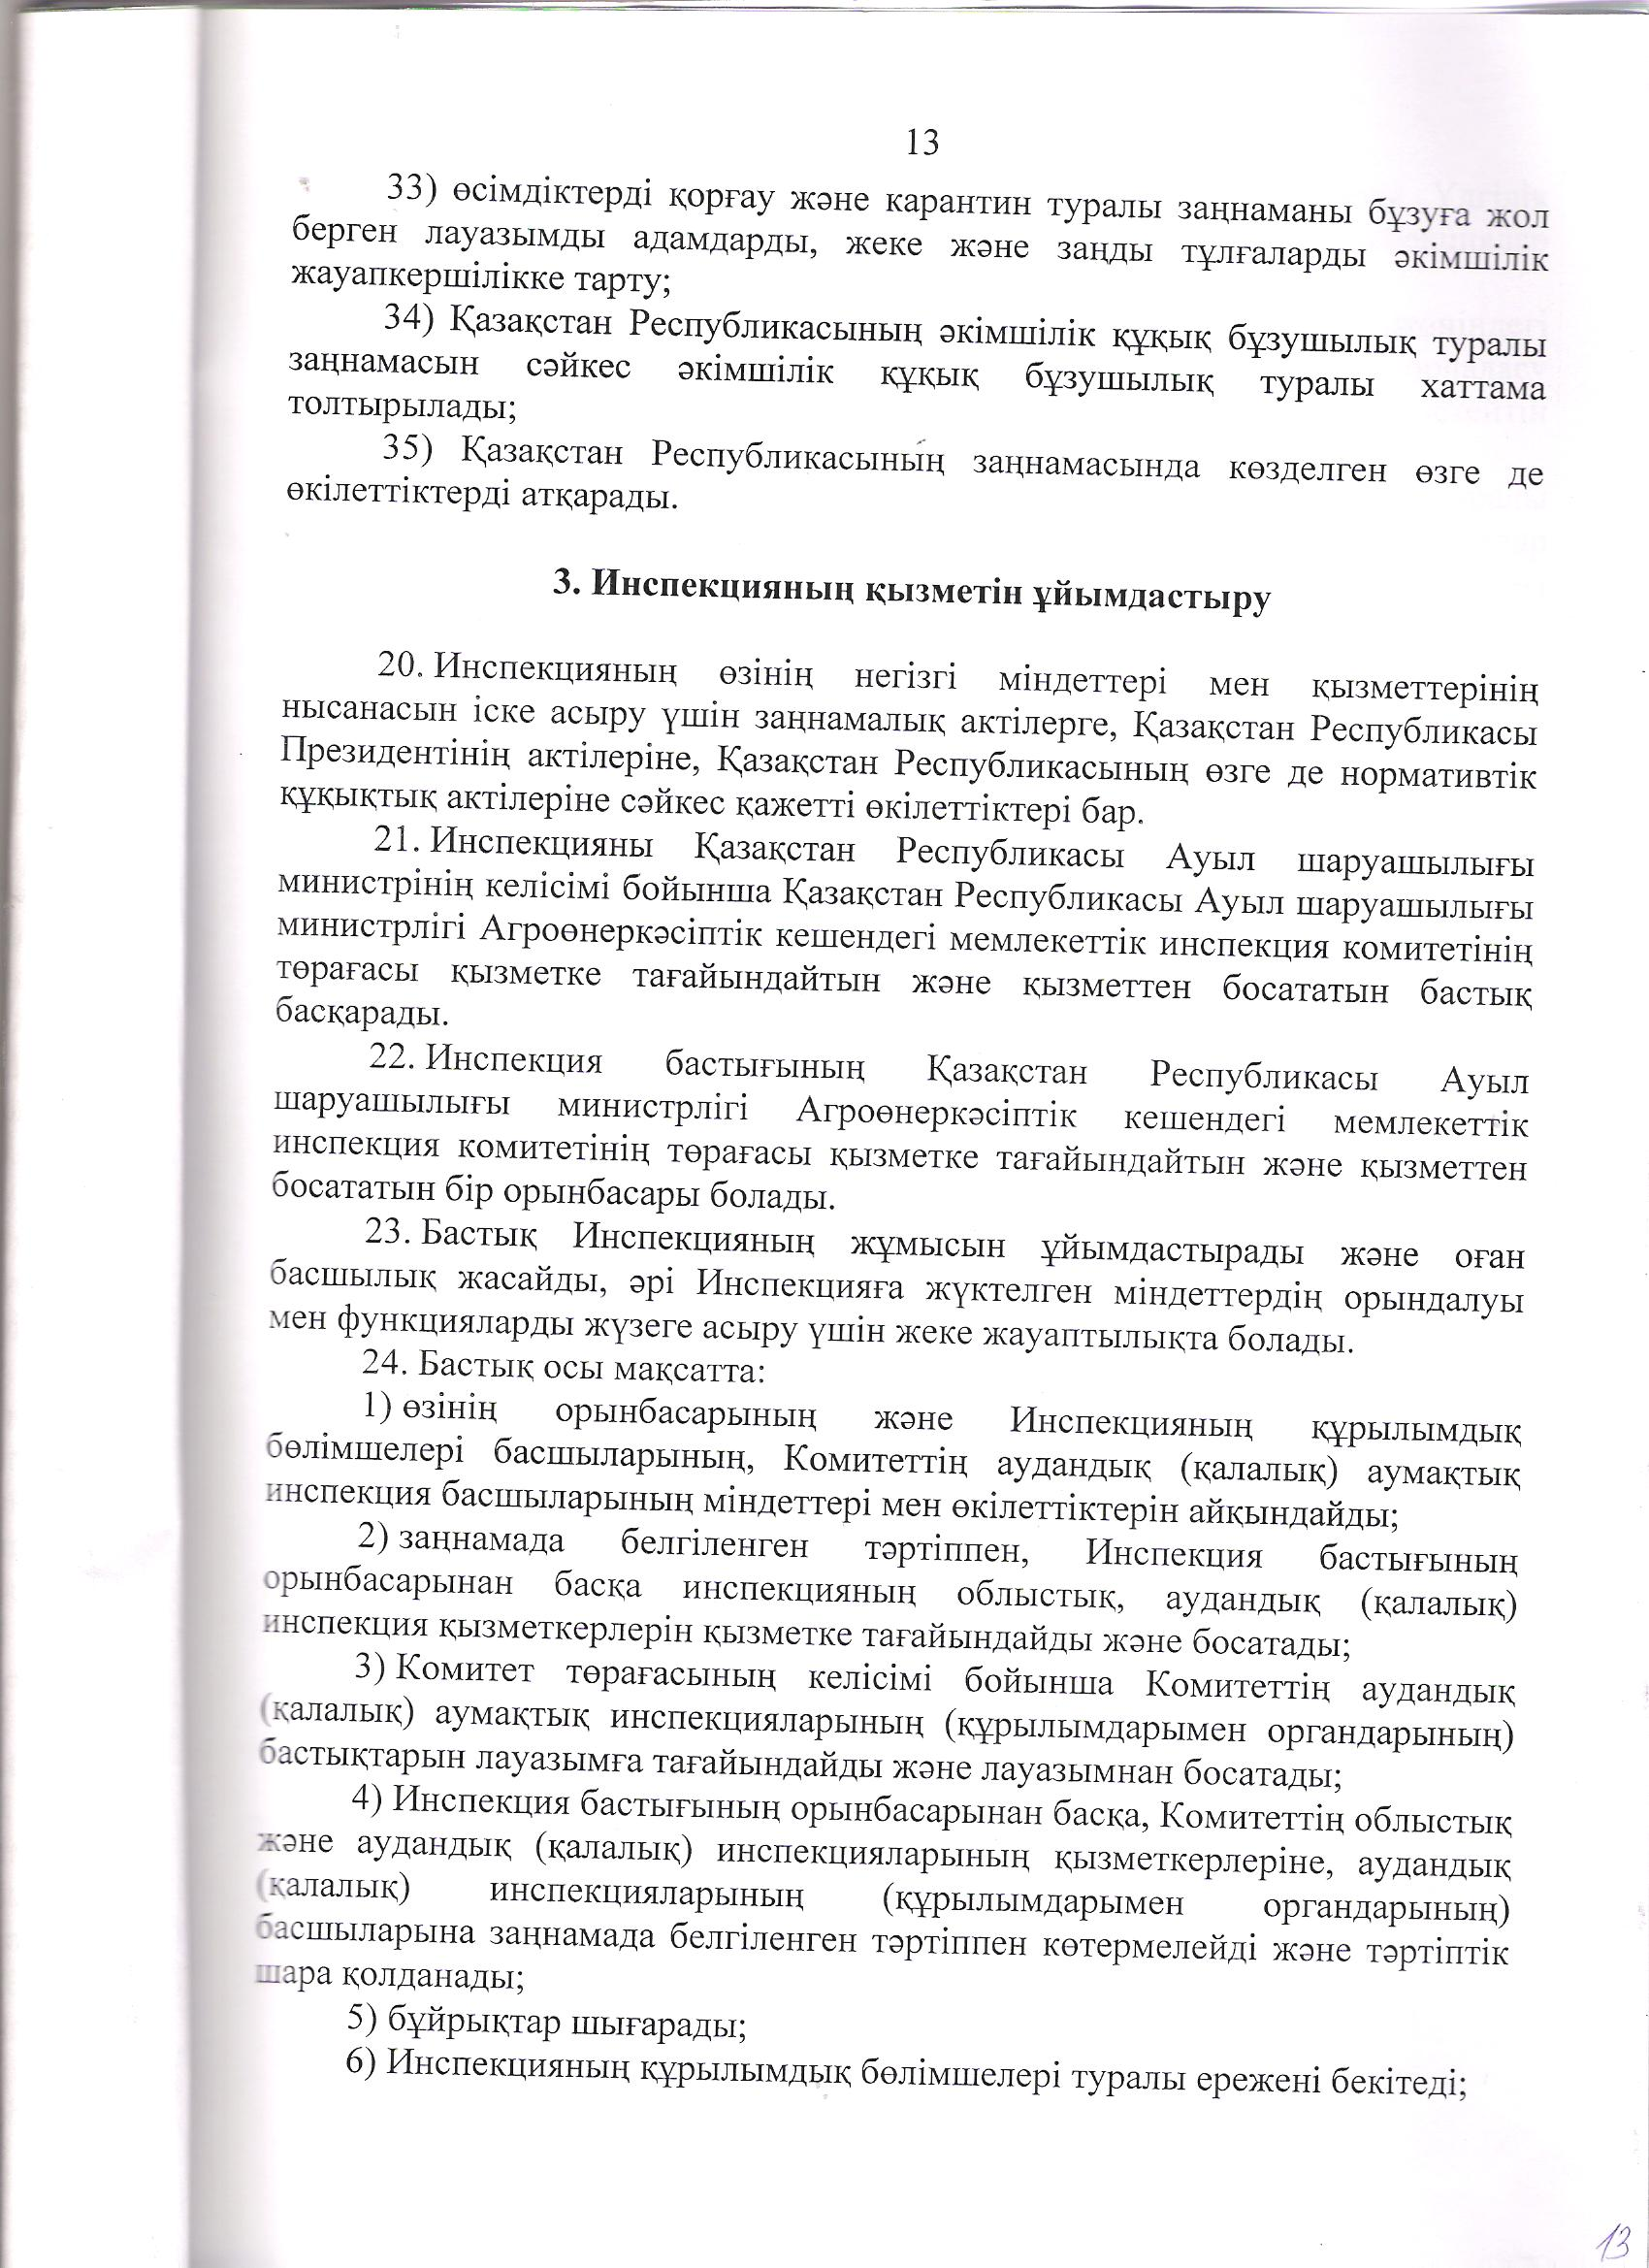 13
33) өсімдіктерді қорғау және карантин туралы заңнаманы бұзуға жол
берген лауазымды адамдарды, жеке және заңды тұлғаларды әкімшілік
жауапкершілікке тарту;
34) Қазақстан Республикасының әкімшілік құқық бұзушылық туралы
заңнамасын сәйкес әкімшілік құқық бұзушылық туралы хаттама
толтырылады;
35) Қазақстан Республикасының заңнамасында көзделген өзге де
өкілеттіктерді атқарады.
3. Инспекцияның қызметін ұйымдастыру
20. Инспекцияның өзінің негізгі міндеттері мен қызметтерінің
нысанасын іске асыру үшін заңнамалық актілерге, Қазақстан Республикасы
Президентінің актілеріне, Қазақстан Республикасының өзге де нормативтік
құқықтық актілеріне сәйкес қажетті өкілеттіктері бар.
21. Инспекцияны Қазақстан Республикасы Ауыл шаруашылығы
министрінің келісімі бойынша Қазақстан Республикасы Ауыл шаруашылығы
министрлігі Агроөнеркәсіптік кешендегі мемлекеттік инспекция комитетінің
төрағасы қызметке тағайындайтын және қызметтен босататын бастық
басқарады.
22. Инспекция бастығының Қазақстан Республикасы Ауыл
шаруашылығы министрлігі Агроөнеркәсіптік кешендегі мемлекеттік
инспекция комитетінің төрағасы қызметке тағайындайтын және қызметтен
босататын бір орынбасары болады.
23. Бастық Инспекцияның жұмысын ұйымдастырады және оған
басшылық жасайды, әрі Инспекцияға жүктелген міндеттердің орындалуы
мен функцияларды жүзеге асыру үшін жеке жауаптылықта болады.
24. Бастық осы мақсатта:
1) өзінің орынбасарының және Инспекцияның құрылымдық
бөлімшелері басшыларының, Комитеттің аудандық (қалалық) аумақтық
инспекция басшыларының міндеттері мен өкілеттіктерін айқындайды;
2) заңнамада белгіленген тәртіппен, Инспекция бастығының
орынбасарынан басқа инспекцияның облыстық, аудандық (қалалық)
инспекция қызметкерлерін қызметке тағайындайды және босатады;
3) Комитет төрағасының келісімі бойынша Комитеттің аудандық
(қалалық) аумақтық инспекцияларының (құрылымдарымен органдарының)
бастықтарын лауазымға тағайындайды және лауазымнан босатады;
4) Инспекция бастығының орынбасарынан басқа, Комитеттің облыстық
және аудандық (қалалық) инспекцияларының қызметкерлеріне, аудандық
(қалалық) инспекцияларының (құрылымдарымен органдарының)
басшыларына заңнамада белгіленген тәртіппен көтермелейді және тәртіптік
шара қолданады;
5) бұйрықтар шығарады;
6) Инспекцияның құрылымдық бөлімшелері туралы ережені бекітеді;
13